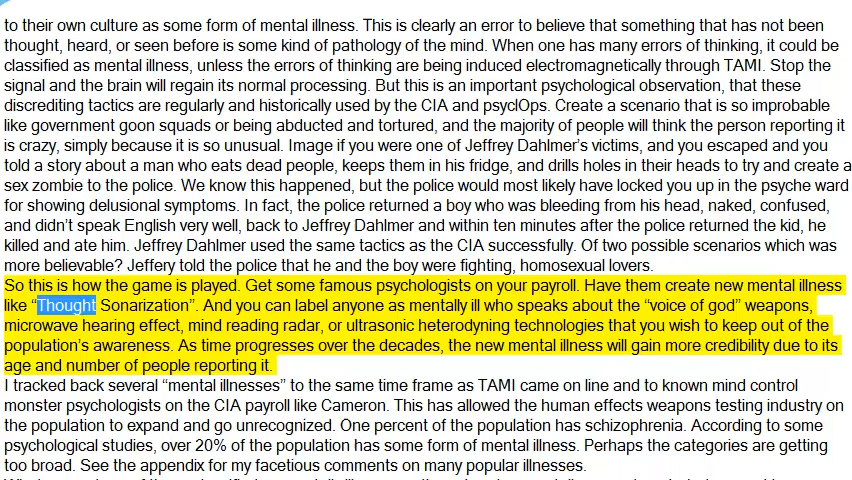 to their own culture as some form of mental illness. This is clearly an error to believe that something that has not been
thought, heard, or seen before is some kind of pathology of the mind. When one has many errors of thinking, it could be
classified as mental illness, unless the errors of thinking are being induced electromagnetically through TAMI. Stop the
signal and the brain will regain its normal processing. But this is an important psychological observation, that these
discrediting tactics are regularly and historically used by the CIA and psyclOps. Create a scenario that is so improbable
like government goon squads or being abducted and tortured, and the majority of people will think the person reporting it
is crazy, simply because it is so unusual. Image if you were one of Jeffrey Dahlmer’s victims, and you escaped and you
told a story about a man who eats dead people, keeps them in his fridge, and drills holes in their heads to try and create a
sex zombie to the police. We know this happened, but the police would most likely have locked you up in the psyche ward
for showing delusional symptoms. In fact, the police returned a boy who was bleeding from his head, naked, confused,
and didn’t speak English very well, back to Jeffrey Dahlmer and within ten minutes after the police returned the kid, he
killed and ate him. Jeffrey Dahlmer used the same tactics as the CIA successfully. Of two possible scenarios which was
more believable? Jeffery told the police that he and the boy were fighting, homosexual lovers.
So this is how the game is played. Get some famous psychologists on your payroll. Have them create new mental illness
like “Thought Sonarization”. And you can label anyone as mentally ill who speaks about the “voice of god” weapons,
microwave hearing effect, mind reading radar, or ultrasonic heterodyning technologies that you wish to keep out of the
population’s awareness. As time progresses over the decades, the new mental illness will gain more credibility due to its
age and number of people reporting it.
I tracked back several “mental illnesses” to the same time frame as TAMI came on line and to known mind control
monster psychologists on the CIA payroll like Cameron. This has allowed the human effects weapons testing industry on
the population to expand and go unrecognized. One percent of the population has schizophrenia. According to some
psychological studies, over 20% of the population has some form of mental illness. Perhaps the categories are getting
too broad. See the appendix for my facetious comments on many popular illnesses.